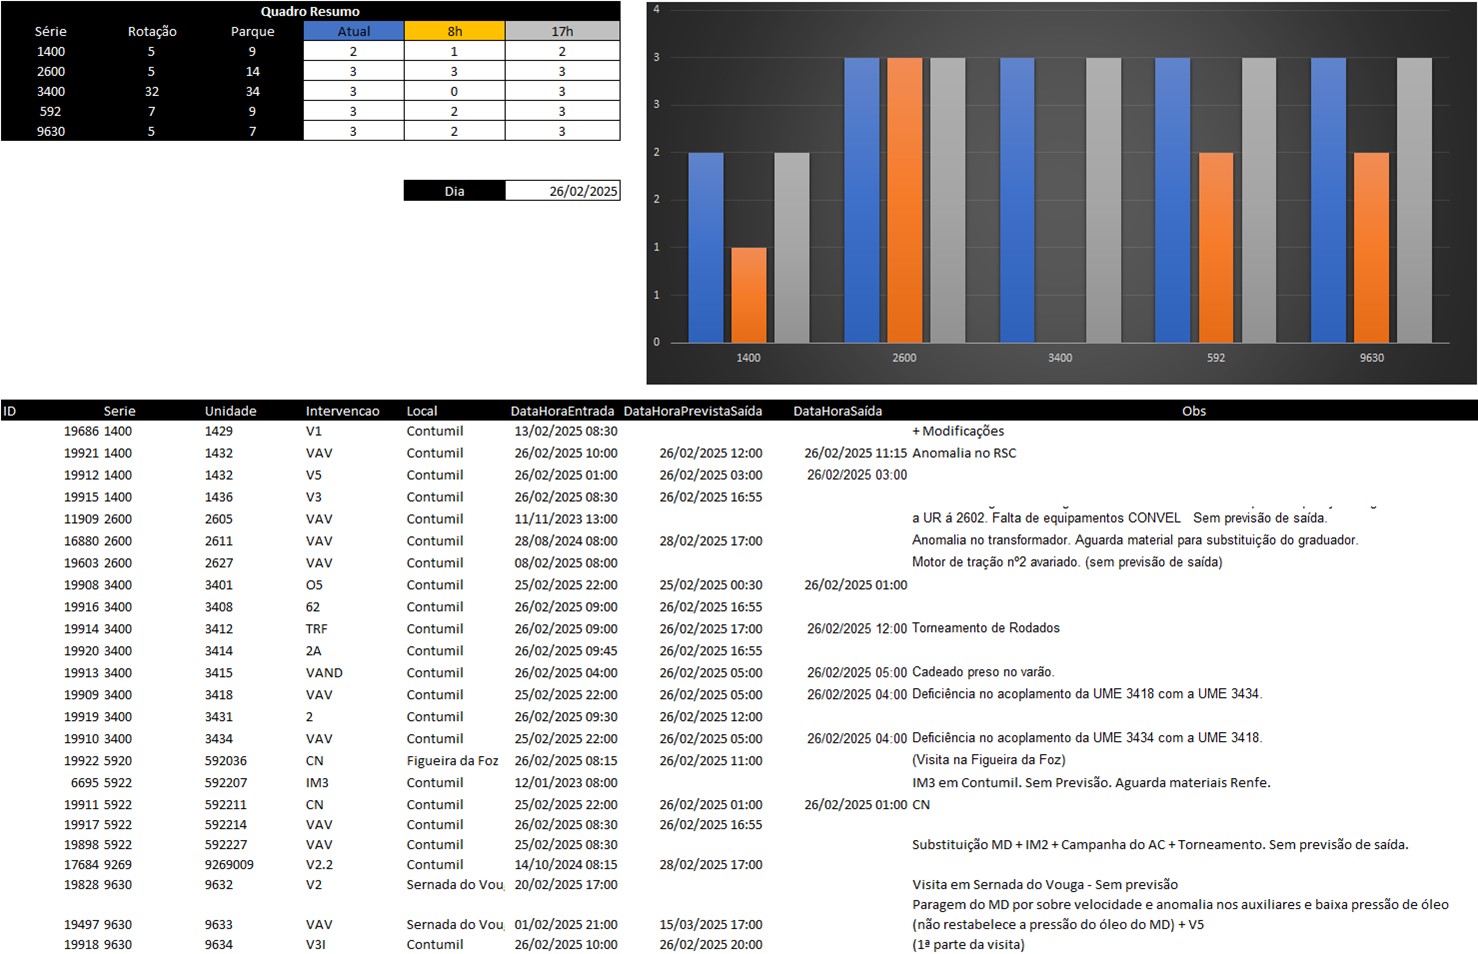 Quadro Resumo
Série Rotação Parque Atual 8h 17h
1400 5 9 2 1 2
2600 5 14 3 3 3
3400 32 34 3 0 3
592 7 9 3 2 3
9630 5 7 3 2 3
Dia 26/02/2025
4
3
3
2
2
1
1
0
1400 2600 3400 592 9630
ID Serie Unidade Intervencao Local DataHoraEntrada DataHoraPrevistaSaída DataHoraSaída Obs
19686 1400 1429 V1 Contumil 13/02/2025 08:30 + Modificações
19921 1400 1432 VAV Contumil 26/02/2025 10:00 26/02/2025 12:00 26/02/2025 11:15 Anomalia no RSC
19912 1400 1432 V5 Contumil 26/02/2025 01:00 26/02/2025 03:00 26/02/2025 03:00
19915 1400 1436 V3 Contumil 26/02/2025 08:30 26/02/2025 16:55
11909 2600 2605 VAV Contumil 11/11/2023 13:00 a UR á 2602. Falta de equipamentos CONVEL Sem previsão de saída.
16880 2600 2611 VAV Contumil 28/08/2024 08:00 28/02/2025 17:00 Anomalia no transformador. Aguarda material para substituição do graduador.
19603 2600 2627 VAV Contumil 08/02/2025 08:00 Motor de tração nº2 avariado. (sem previsão de saída)
19908 3400 3401 O5 Contumil 25/02/2025 22:00 25/02/2025 00:30 26/02/2025 01:00
19916 3400 3408 62 Contumil 26/02/2025 09:00 26/02/2025 16:55
19914 3400 3412 TRF Contumil 26/02/2025 09:00 26/02/2025 17:00 26/02/2025 12:00 Torneamento de Rodados
19920 3400 3414 2A Contumil 26/02/2025 09:45 26/02/2025 16:55
19913 3400 3415 VAND Contumil 26/02/2025 04:00 26/02/2025 05:00 26/02/2025 05:00 Cadeado preso no varão.
19909 3400 3418 VAV Contumil 25/02/2025 22:00 26/02/2025 05:00 26/02/2025 04:00 Deficiência no acoplamento da UME 3418 com a UME 3434.
19919 3400 3431 2 Contumil 26/02/2025 09:30 26/02/2025 12:00
19910 3400 3434 VAV Contumil 25/02/2025 22:00 26/02/2025 05:00 26/02/2025 04:00 Deficiência no acoplamento da UME 3434 com a UME 3418.
19922 5920 592036 CN Figueira da Foz 26/02/2025 08:15 26/02/2025 11:00 (Visita na Figueira da Foz)
6695 5922 592207 IM3 Contumil 12/01/2023 08:00 IM3 em Contumil. Sem Previsão. Aguarda materiais Renfe.
19911 5922 592211 CN Contumil 25/02/2025 22:00 26/02/2025 01:00 26/02/2025 01:00 CN
19917 5922 592214 VAV Contumil 26/02/2025 08:30 26/02/2025 16:55
19898 5922 592227 VAV Contumil 25/02/2025 08:30 Substituição MD + IM2 + Campanha do AC + Torneamento. Sem previsão de saída.
17684 9269 9269009 V2.2 Contumil 14/10/2024 08:15 28/02/2025 17:00
19828 9630 9632 V2 Sernada do Voug 20/02/2025 17:00 Visita em Sernada do Vouga - Sem previsão
Paragem do MD por sobre velocidade e anomalia nos auxiliares e baixa pressão de óleo
19497 9630 9633 VAV Sernada do Voug 01/02/2025 21:00 15/03/2025 17:00 (não restabelece a pressão do óleo do MD) + V5
19918 9630 9634 V3I Contumil 26/02/2025 10:00 26/02/2025 20:00 (1ª parte da visita)